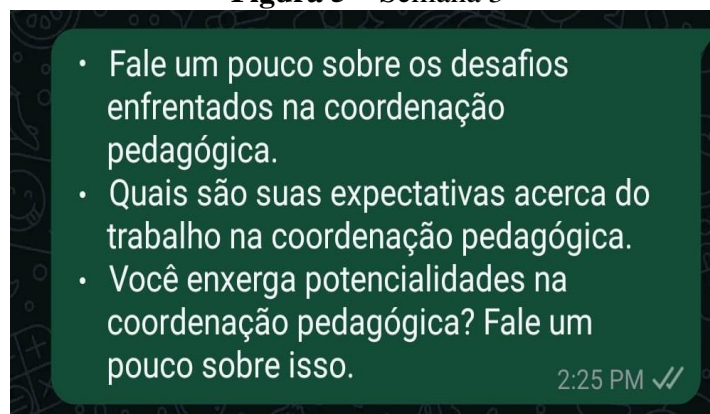 Figura 3 – Semana 3
• Fale um pouco sobre os desafios
enfrentados na coordenação
pedagógica.
• Quais são suas expectativas acerca do
trabalho na coordenação pedagógica.
• Você enxerga potencialidades na
coordenação pedagógica? Fale um
pouco sobre isso.
2:25 PM